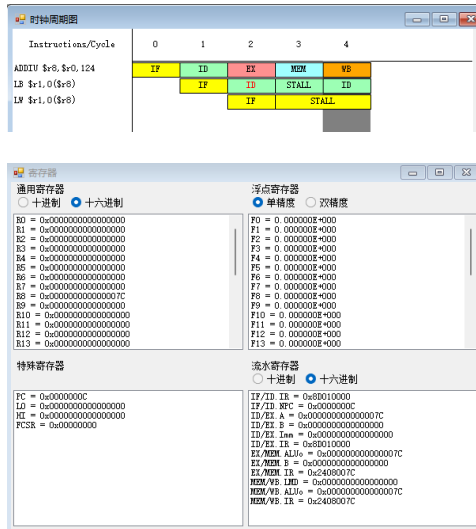 时钟周期图
Instructions/Cycle 0 1 2 3 4
ADDIU $r8,$r0,124 IF ID EX MEM WB
LB $r1,0($r8) IF ID STALL ID
LW $r1,0($r8) IF STALL
寄存器
通用寄存器
十进制 十六进制
R0 = 0x0000000000000000
R1 = 0x0000000000000000
R2 = 0x0000000000000000
R3 = 0x0000000000000000
R4 = 0x0000000000000000
R5 = 0x0000000000000000
R6 = 0x0000000000000000
R7 = 0x0000000000000000
R8 = 0x000000000000007C
R9 = 0x0000000000000000
R10 = 0x0000000000000000
R11 = 0x0000000000000000
R12 = 0x0000000000000000
R13 = 0x0000000000000000
浮点寄存器
单精度 双精度
F0 = 0.000000E+000
F1 = 0.000000E+000
F2 = 0.000000E+000
F3 = 0.000000E+000
F4 = 0.000000E+000
F5 = 0.000000E+000
F6 = 0.000000E+000
F7 = 0.000000E+000
F8 = 0.000000E+000
F9 = 0.000000E+000
F10 = 0.000000E+000
F11 = 0.000000E+000
F12 = 0.000000E+000
F13 = 0.000000E+000
特殊寄存器
PC = 0x0000000C
LO = 0x0000000000000000
HI = 0x0000000000000000
FCSR = 0x00000000
流水寄存器
十进制 十六进制
IF/ID.IR = 0x8D010000
IF/ID.NPC = 0x0000000C
ID/EX.A = 0x000000000000007C
ID/EX.B = 0x0000000000000000
ID/EX.Imm = 0x0000000000000000
ID/EX.IR = 0x8D010000
EX/MEM.ALUo = 0x000000000000007C
EX/MEM.B = 0x0000000000000000
EX/MEM.IR = 0x2408007C
MEM/WB.LMD = 0x0000000000000000
MEM/WB.ALUo = 0x000000000000007C
MEM/WB.IR = 0x2408007C